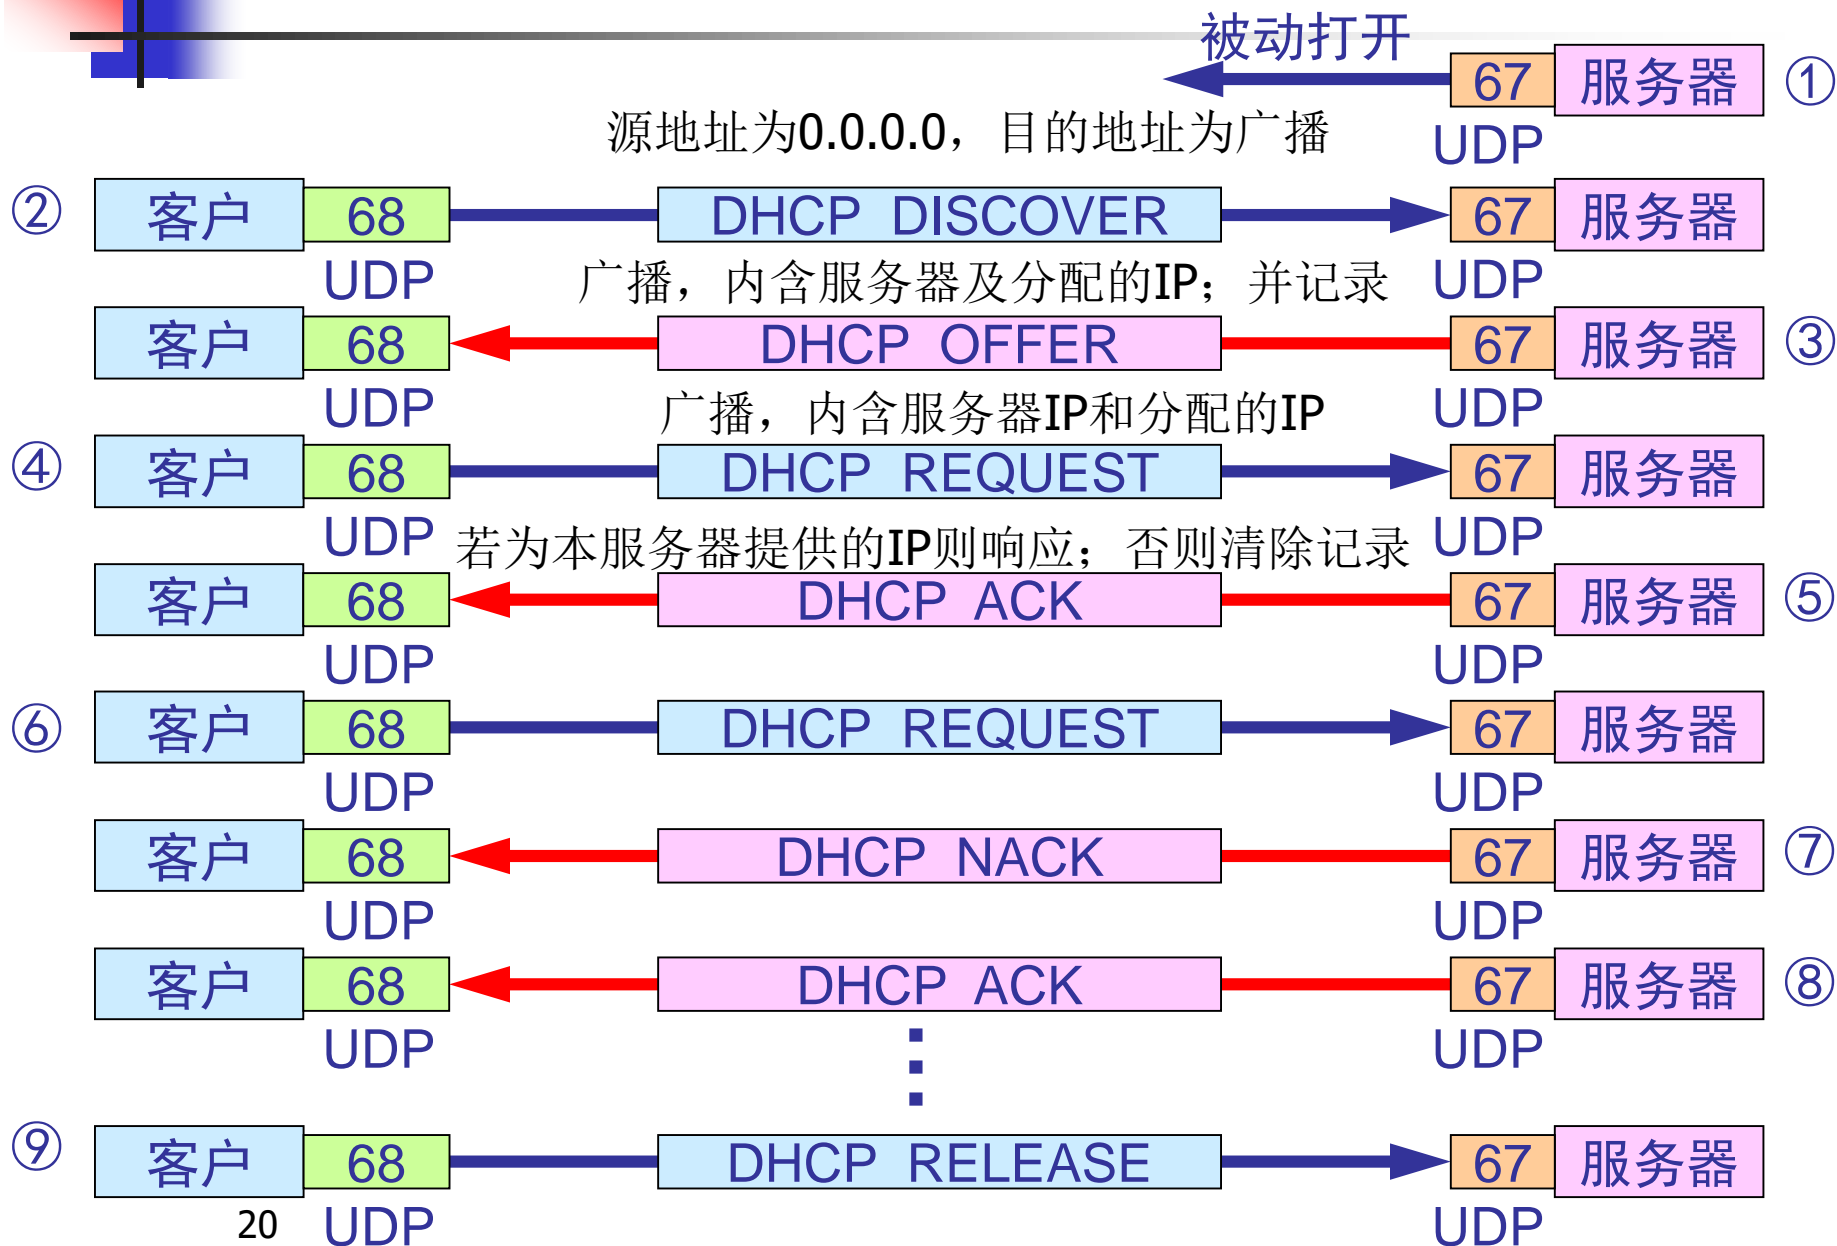 被动打开
67 服务器 ①
UDP
源地址为0.0.0.0，目的地址为广播
② 客户 68 DHCP DISCOVER 67 服务器
UDP UDP
广播，内含服务器及分配的IP；并记录
客户 68 DHCP OFFER 67 服务器 ③
UDP UDP
广播，内含服务器IP和分配的IP
④ 客户 68 DHCP REQUEST 67 服务器
UDP UDP
若为本服务器提供的IP则响应；否则清除记录
客户 68 DHCP ACK 67 服务器 ⑤
UDP UDP
⑥ 客户 68 DHCP REQUEST 67 服务器
UDP UDP
客户 68 DHCP NACK 67 服务器 ⑦
UDP UDP
客户 68 DHCP ACK 67 服务器 ⑧
UDP UDP
⑨ 客户 68 DHCP RELEASE 67 服务器
20 UDP UDP